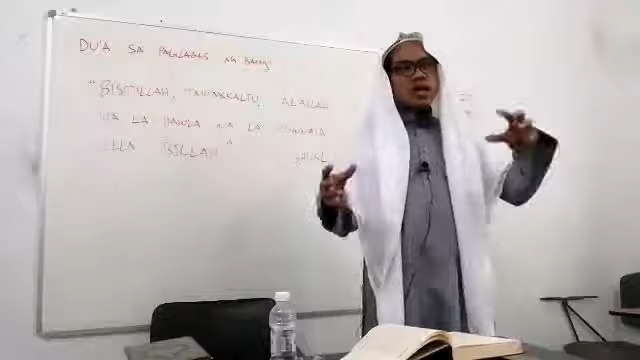 DU'A SA PAGLABAS NG BAHAY
"BISMILLAH, TAWAKKALTU, ALALLAH
WA LA HAWLA WA LA QUWWATA
ILLA BILLAH"